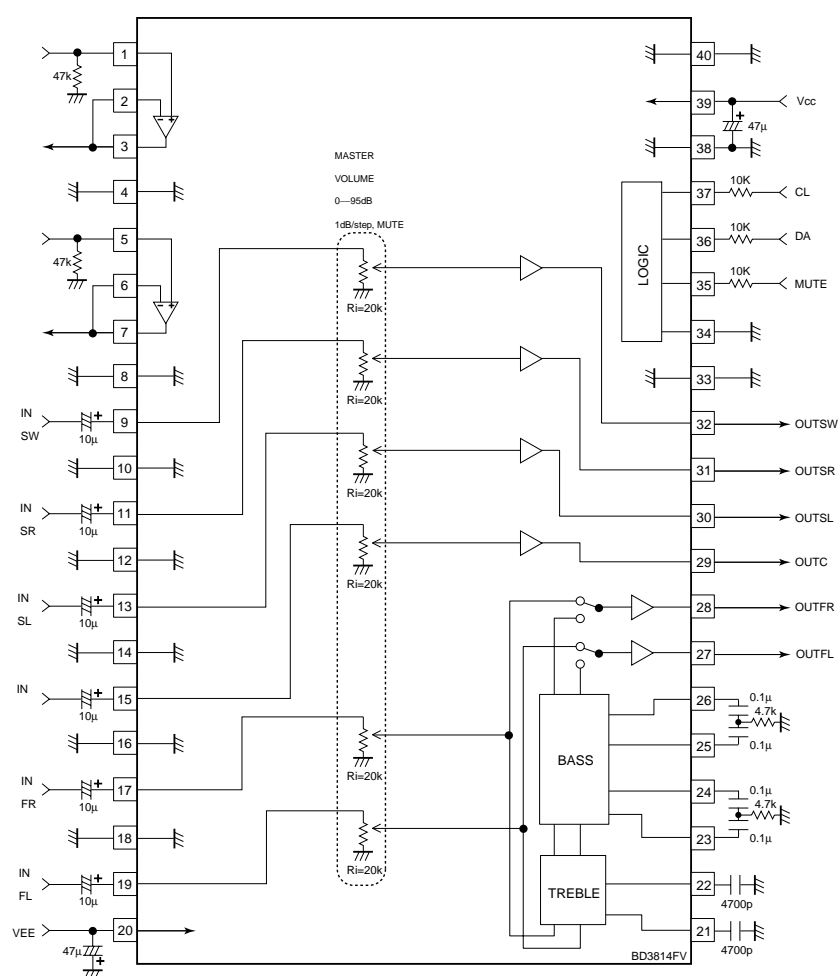 1
40
47k
2
39
Vcc
47μ
3
38
MASTER
VOLUME
0—95dB
1dB/step, MUTE
4
37
10K
CL
5
36
10K
DA
47k
LOGIC
6
35
10K
MUTE
Ri=20k
7
34
8
33
Ri=20k
IN
SW
10μ
9
32
OUTSW
10
31
OUTSR
Ri=20k
IN
SR
10μ
11
30
OUTSL
12
29
OUTC
Ri=20k
IN
SL
10μ
13
28
OUTFR
14
27
OUTFL
IN
10μ
15
26
0.1μ
4.7k
0.1μ
16
25
BASS
Ri=20k
IN
FR
10μ
17
24
0.1μ
4.7k
0.1μ
18
23
Ri=20k
IN
FL
10μ
19
22
4700p
TREBLE
VEE
47μ
20
21
4700p
BD3814FV